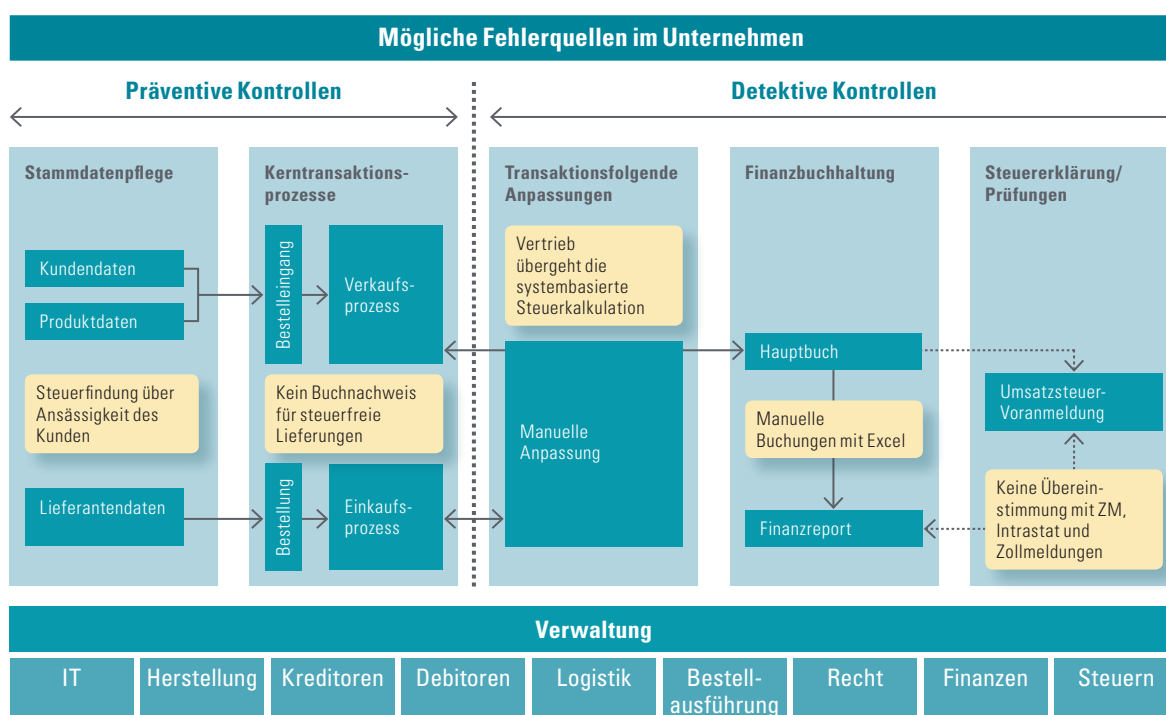 Mögliche Fehlerquellen im Unternehmen
Präventive Kontrollen
Detektive Kontrollen
Stammdatenpflege
Kundendaten
Produktdaten
Steuerfindung über
Ansässigkeit des
Kunden
Lieferantendaten
Kerntransaktions-
prozesse
Bestelleingang
Verkaufs-
prozess
Kein Buchnachweis
für steuerfreie
Lieferungen
Bestellung
Einkaufs-
prozess
Transaktionsfolgende
Anpassungen
Vertrieb
übergeht die
systembasierte
Steuerkalkulation
Manuelle
Anpassung
Finanzbuchhaltung
Hauptbuch
Manuelle
Buchungen mit Excel
Finanzreport
Steuererklärung/
Prüfungen
Umsatzsteuer-
Voranmeldung
Keine Überein-
stimmung mit ZM,
Intrastat und
Zollmeldungen
Verwaltung
IT
Herstellung
Kreditoren
Debitoren
Logistik
Bestell-
ausführung
Recht
Finanzen
Steuern